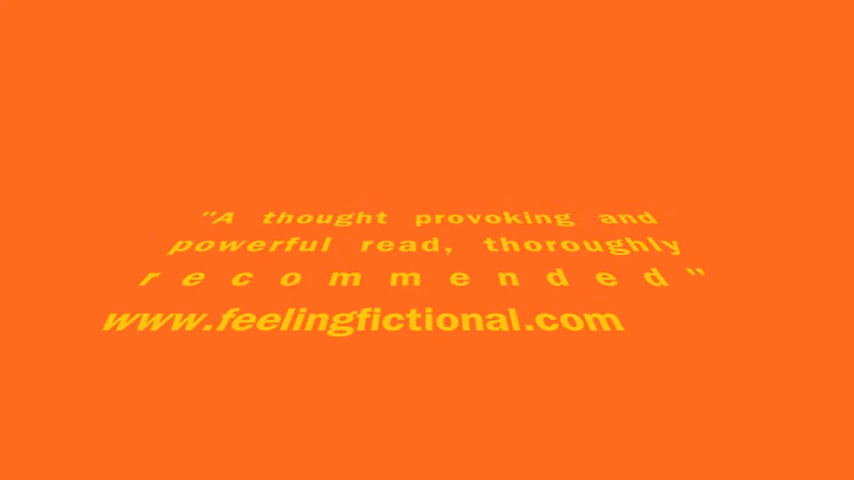 "A thought provoking and
powerful read, thoroughly
recommended"
www.feelingfictional.com